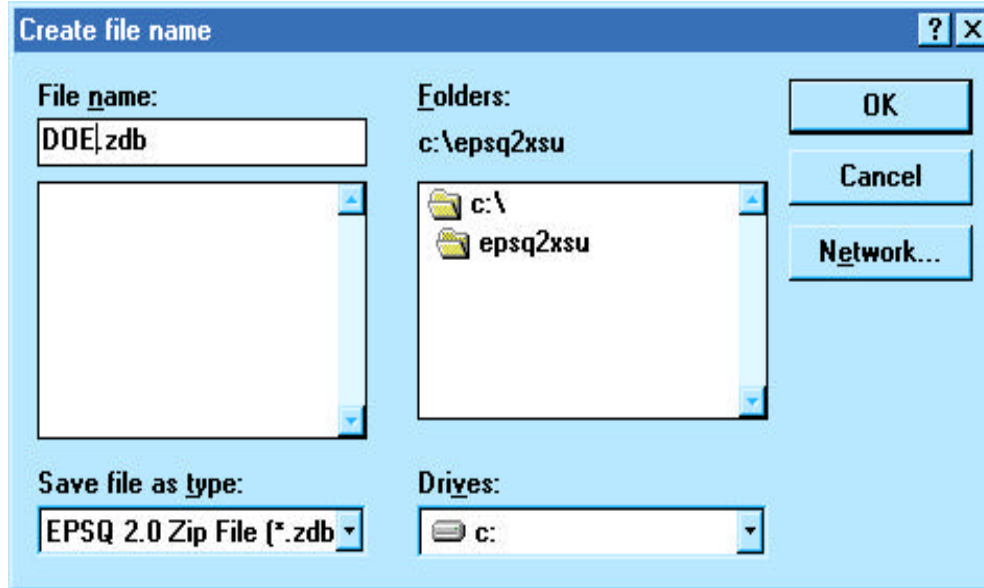 Create file name
File name:
DOE.zdb
Folders:
c:\epsq2xsu
c:\
epsq2xsu
OK
Cancel
Network...
Save file as type:
EPSQ 2.0 Zip File (*.zdb
Drives:
c: